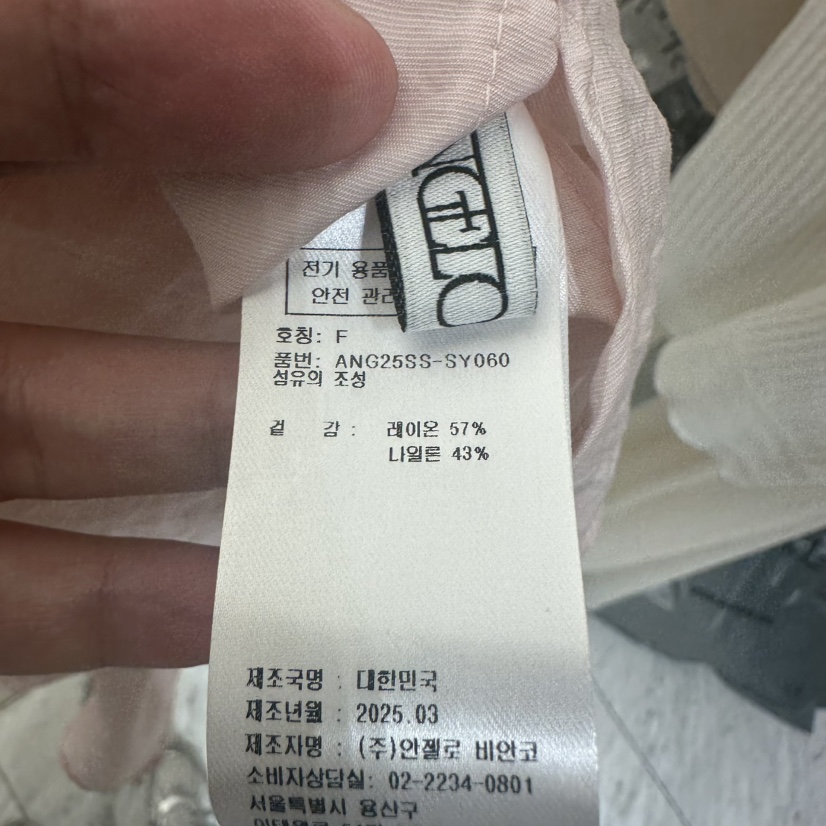 전기 용품
안전 관리
호칭: F
품번: ANG25SS-SY060
섬유의 조성
겉 감 : 레이온 57%
나일론 43%
제조국명 : 대한민국
제조년월 : 2025.03
제조자명 : (주)안젤로 비안코
소비자상담실: 02-2234-0801
서울특별시 용산구